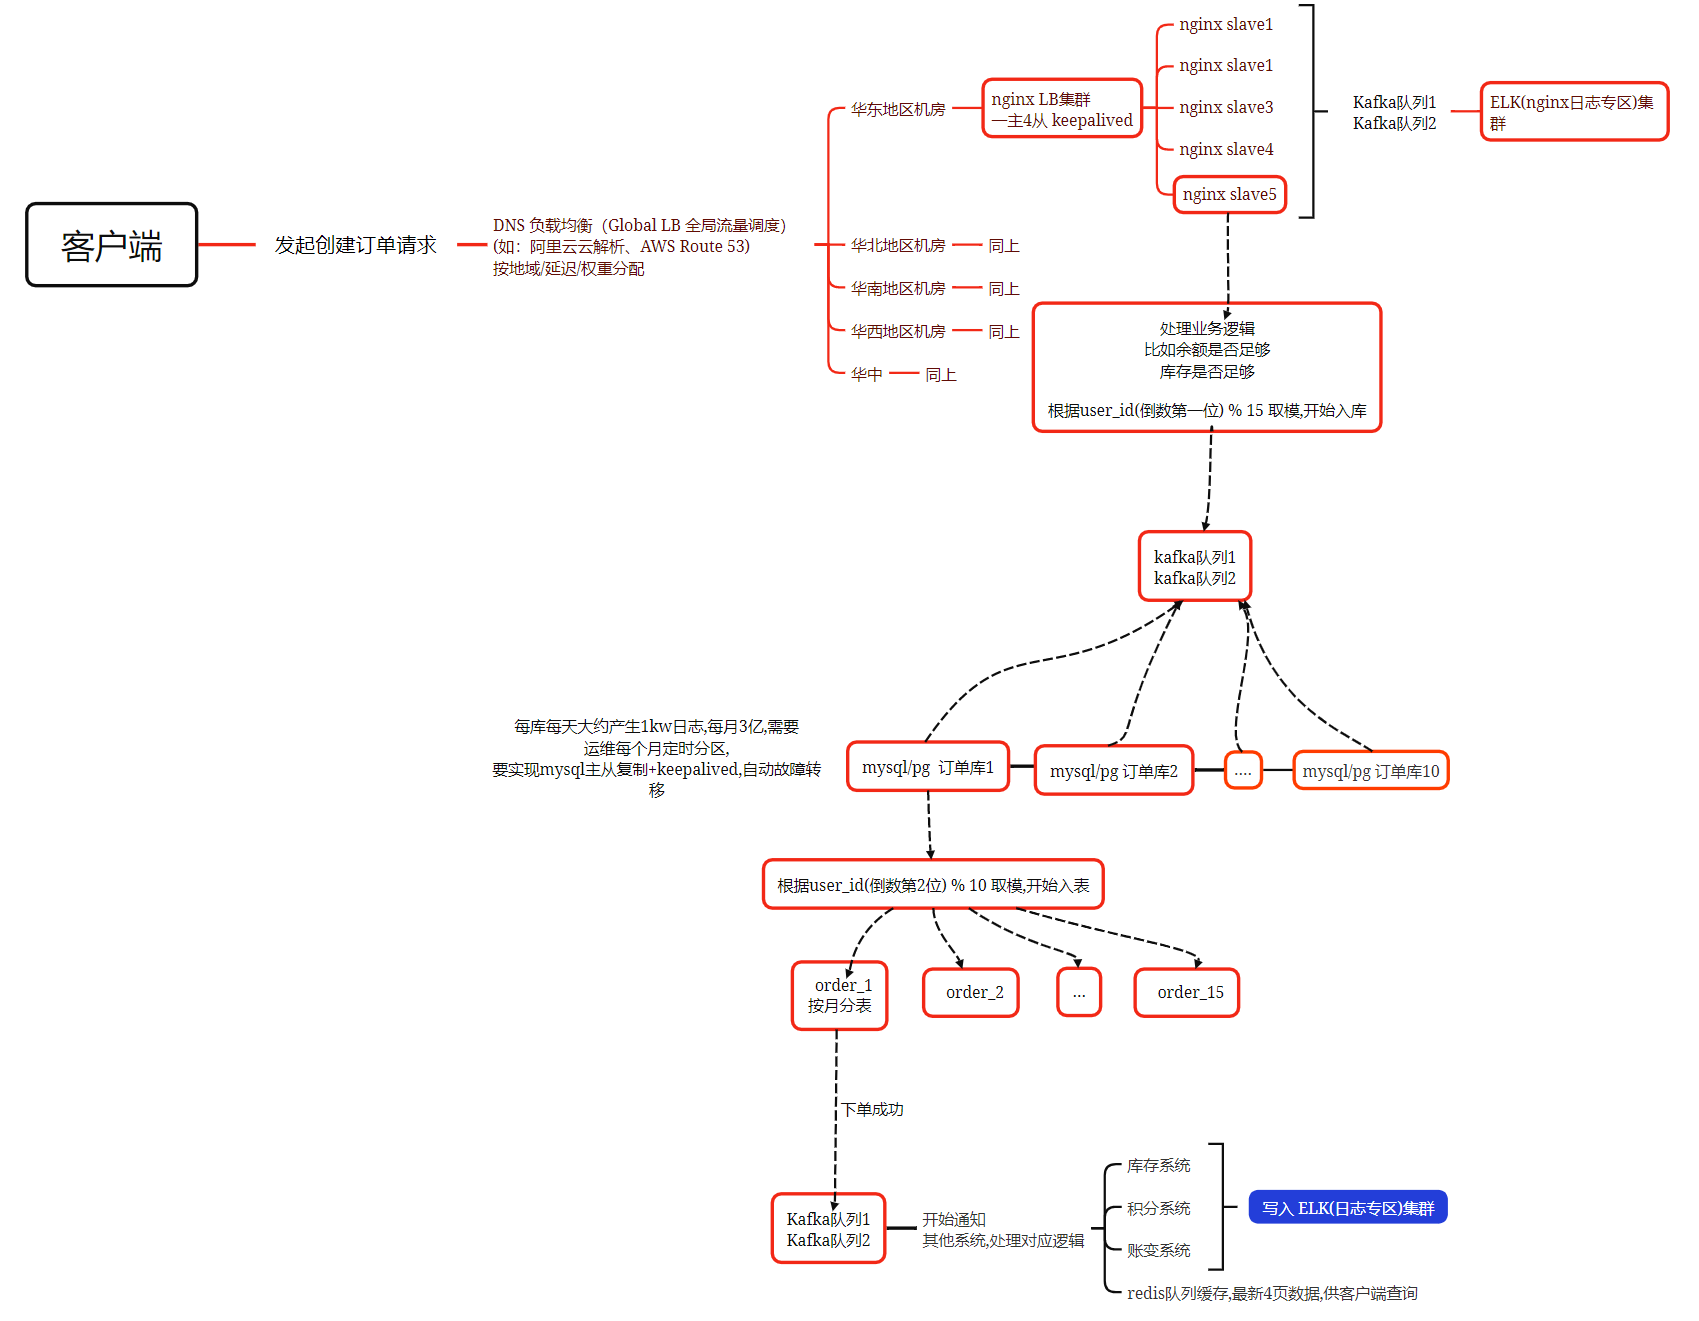 客户端
发起创建订单请求
DNS 负载均衡（Global LB 全局流量调度）
(如：阿里云云解析、AWS Route 53)
按地域/延迟/权重分配
华东地区机房
nginx LB集群
一主4从 keepalived
nginx slave1
nginx slave1
nginx slave3
nginx slave4
nginx slave5
Kafka队列1
Kafka队列2
ELK(nginx日志专区)集
群
华北地区机房
同上
华南地区机房
同上
华西地区机房
同上
华中
同上
处理业务逻辑
比如余额是否足够
库存是否足够
根据user_id(倒数第一位) % 15 取模,开始入库
kafka队列1
kafka队列2
每库每天大约产生1kw日志,每月3亿,需要
运维每个月定时分区,
要实现mysql主从复制+keepalived,自动故障转
移
mysql/pg 订单库1
mysql/pg 订单库2
....
mysql/pg 订单库10
根据user_id(倒数第2位) % 10 取模,开始入表
order_1
按月分表
order_2
...
order_15
下单成功
Kafka队列1
Kafka队列2
开始通知
其他系统,处理对应逻辑
库存系统
积分系统
账变系统
redis队列缓存,最新4页数据,供客户端查询
写入 ELK(日志专区)集群